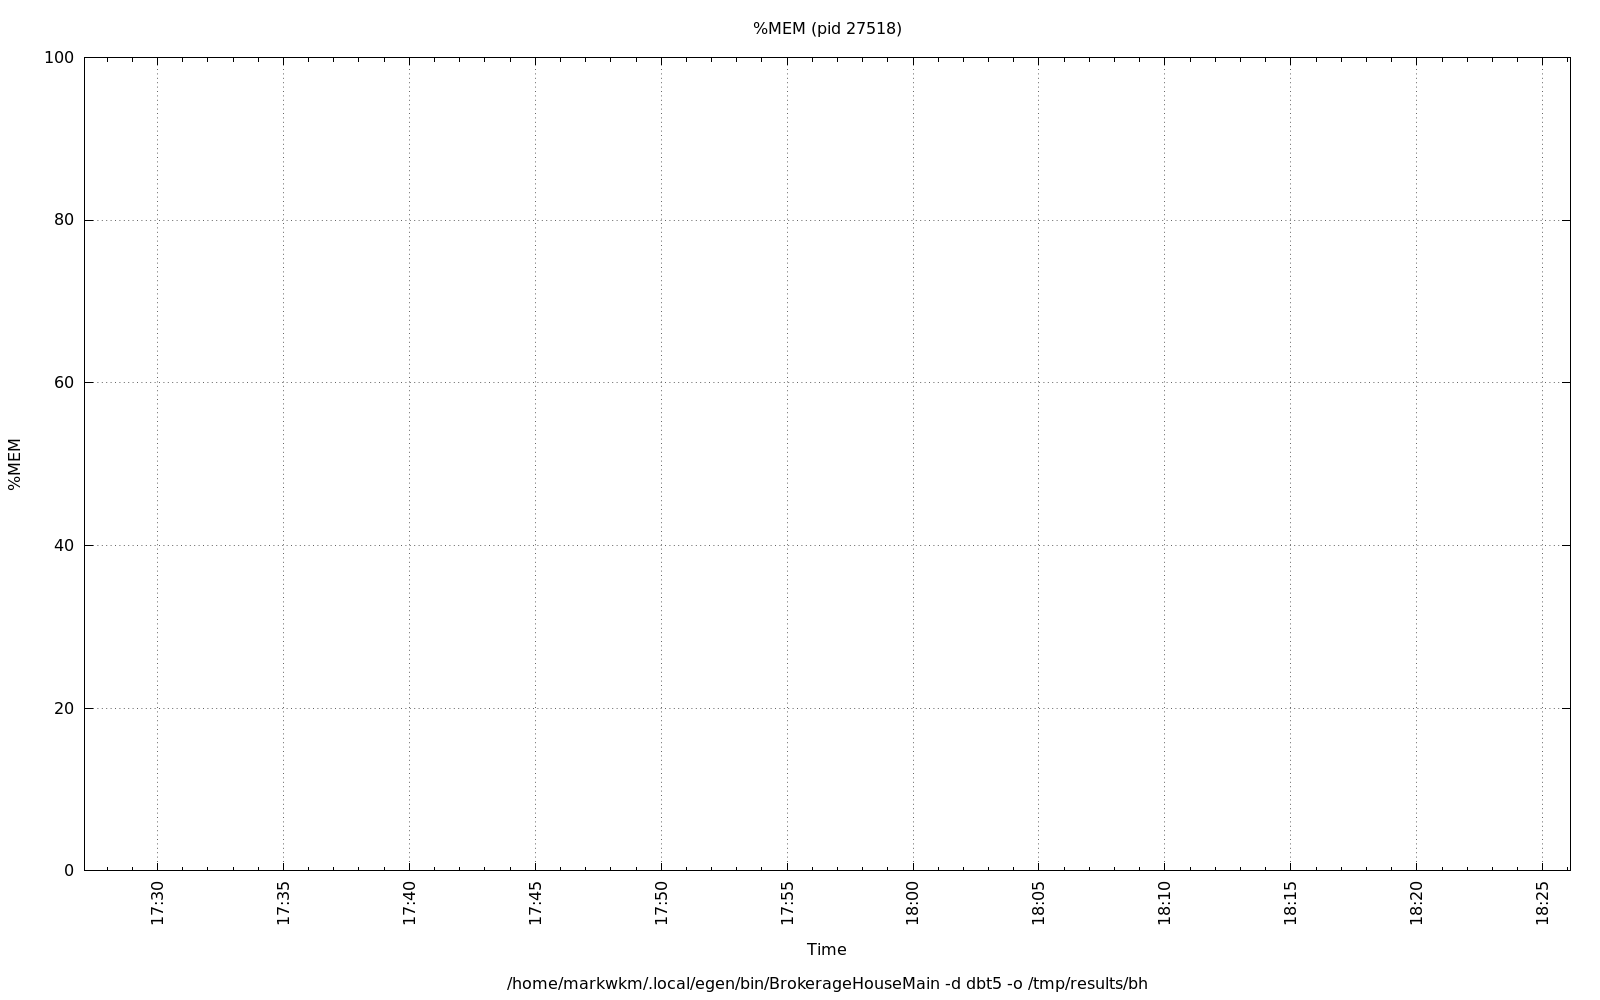 %MEM (pid 27518)
100
80
60
40
20
0
%MEM
17:30 17:35 17:40 17:45 17:50 17:55 18:00 18:05 18:10 18:15 18:20 18:25
Time
/home/markwkm/.local/egen/bin/BrokerageHouseMain -d dbt5 -o /tmp/results/bh